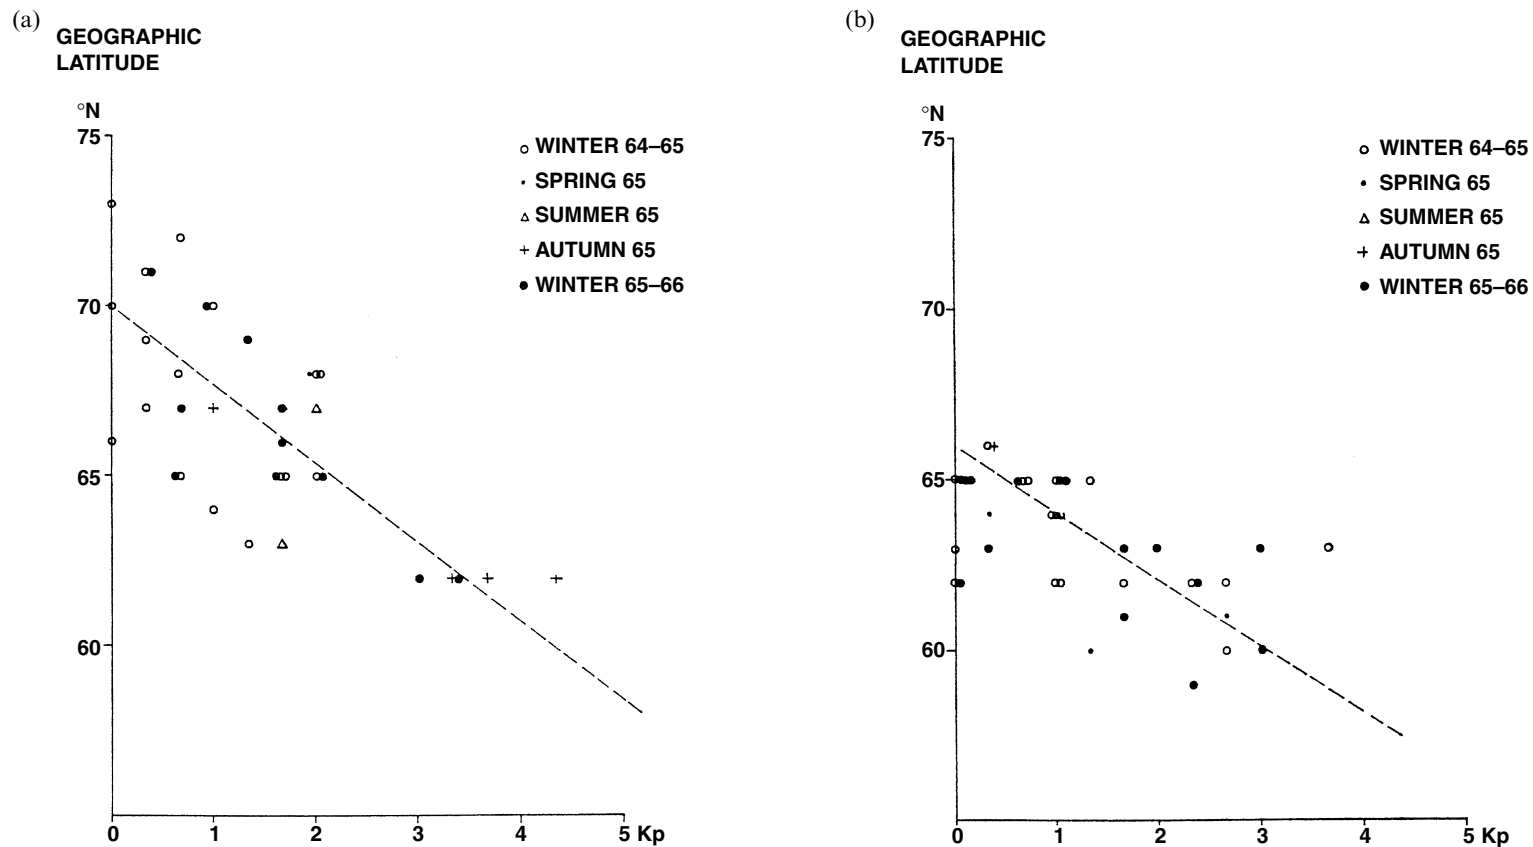 (a)
GEOGRAPHIC
LATITUDE
°N
75
70
65
60
0 1 2 3 4 5 Kp
WINTER 64–65
SPRING 65
SUMMER 65
AUTUMN 65
WINTER 65–66
(b)
GEOGRAPHIC
LATITUDE
°N
75
70
65
60
0 1 2 3 4 5 Kp
WINTER 64–65
SPRING 65
SUMMER 65
AUTUMN 65
WINTER 65–66